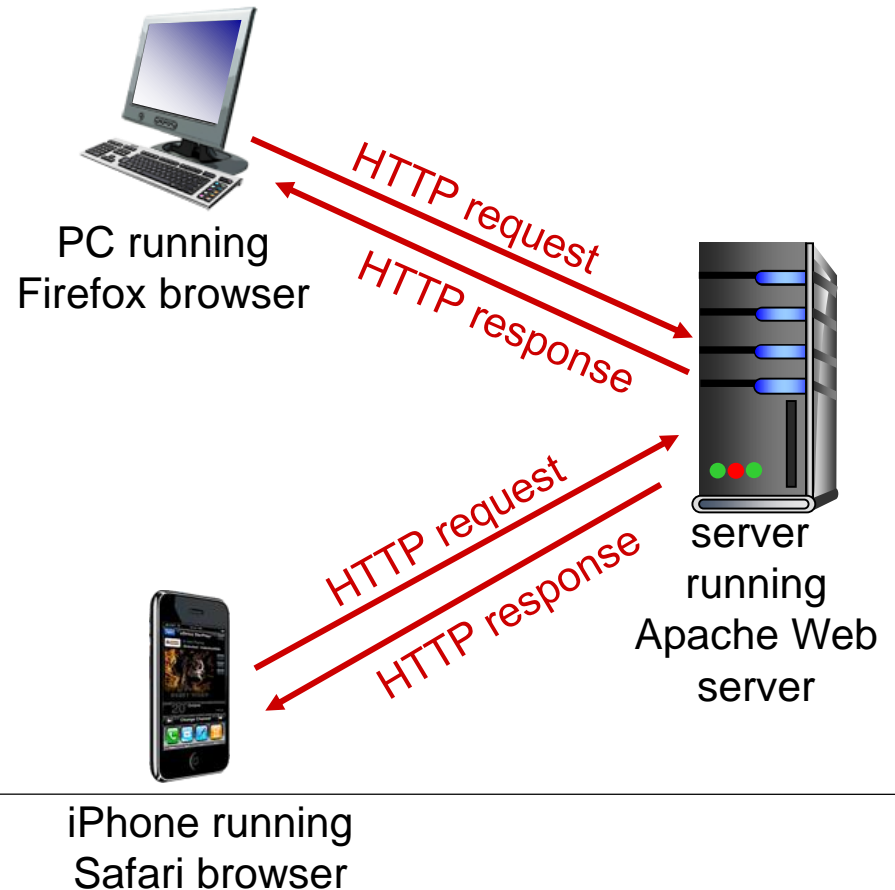 HTTP request
HTTP response
PC running
Firefox browser
HTTP request
HTTP response
server
running
Apache Web
server
iPhone running
Safari browser